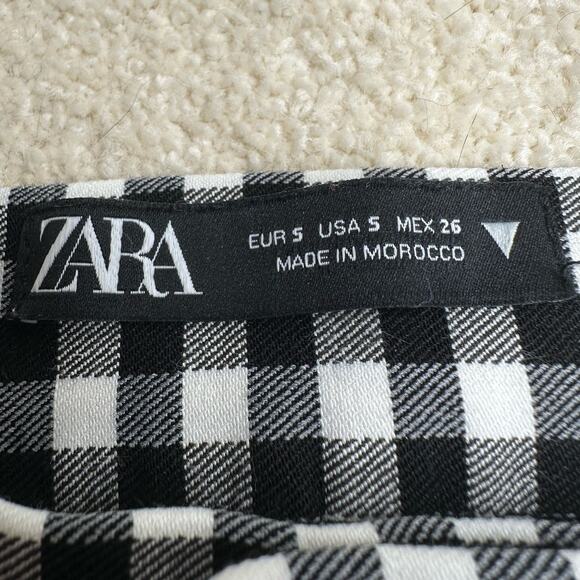 ZARA
EUR S USA S MEX 26
MADE IN MOROCCO